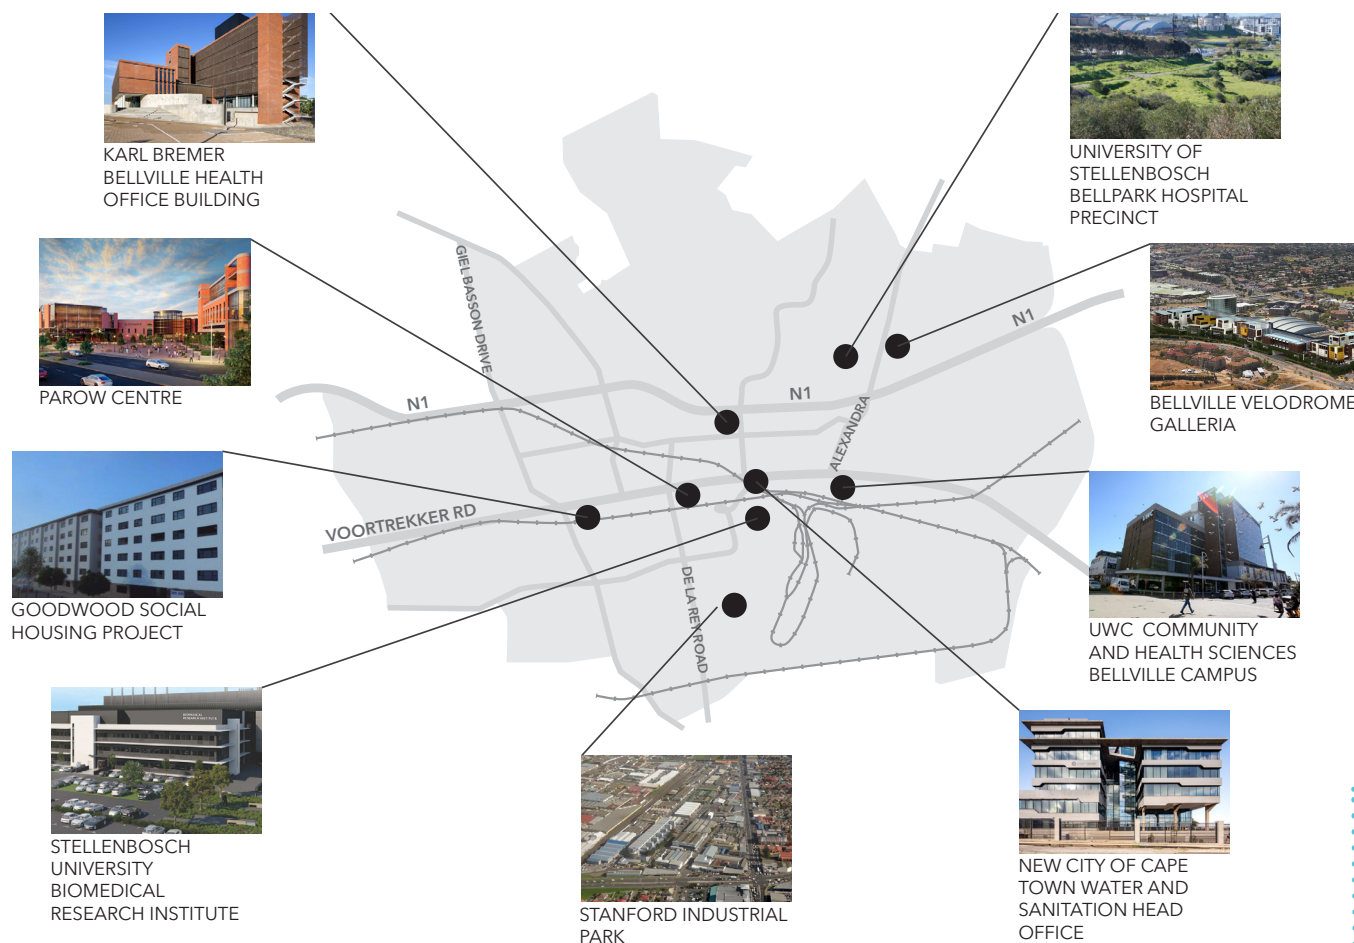 KARL BREMER
BELLVILLE HEALTH
OFFICE BUILDING
UNIVERSITY OF
STELLENBOSCH
BELLPARK HOSPITAL
PRECINCT
PAROW CENTRE
BELLVILLE VELODROME
GALLERIA
GOODWOOD SOCIAL
HOUSING PROJECT
UWC COMMUNITY
AND HEALTH SCIENCES
BELLVILLE CAMPUS
STELLENBOSCH
UNIVERSITY
BIOMEDICAL
RESEARCH INSTITUTE
STANFORD INDUSTRIAL
PARK
NEW CITY OF CAPE
TOWN WATER AND
SANITATION HEAD
OFFICE
GIEL BASSON DRIVE
N1
N1
N1
ALEXANDRA
VOORTREKKER RD
DE LA REY ROAD
BIOMEDICAL
RESEARCH INSTITUTE